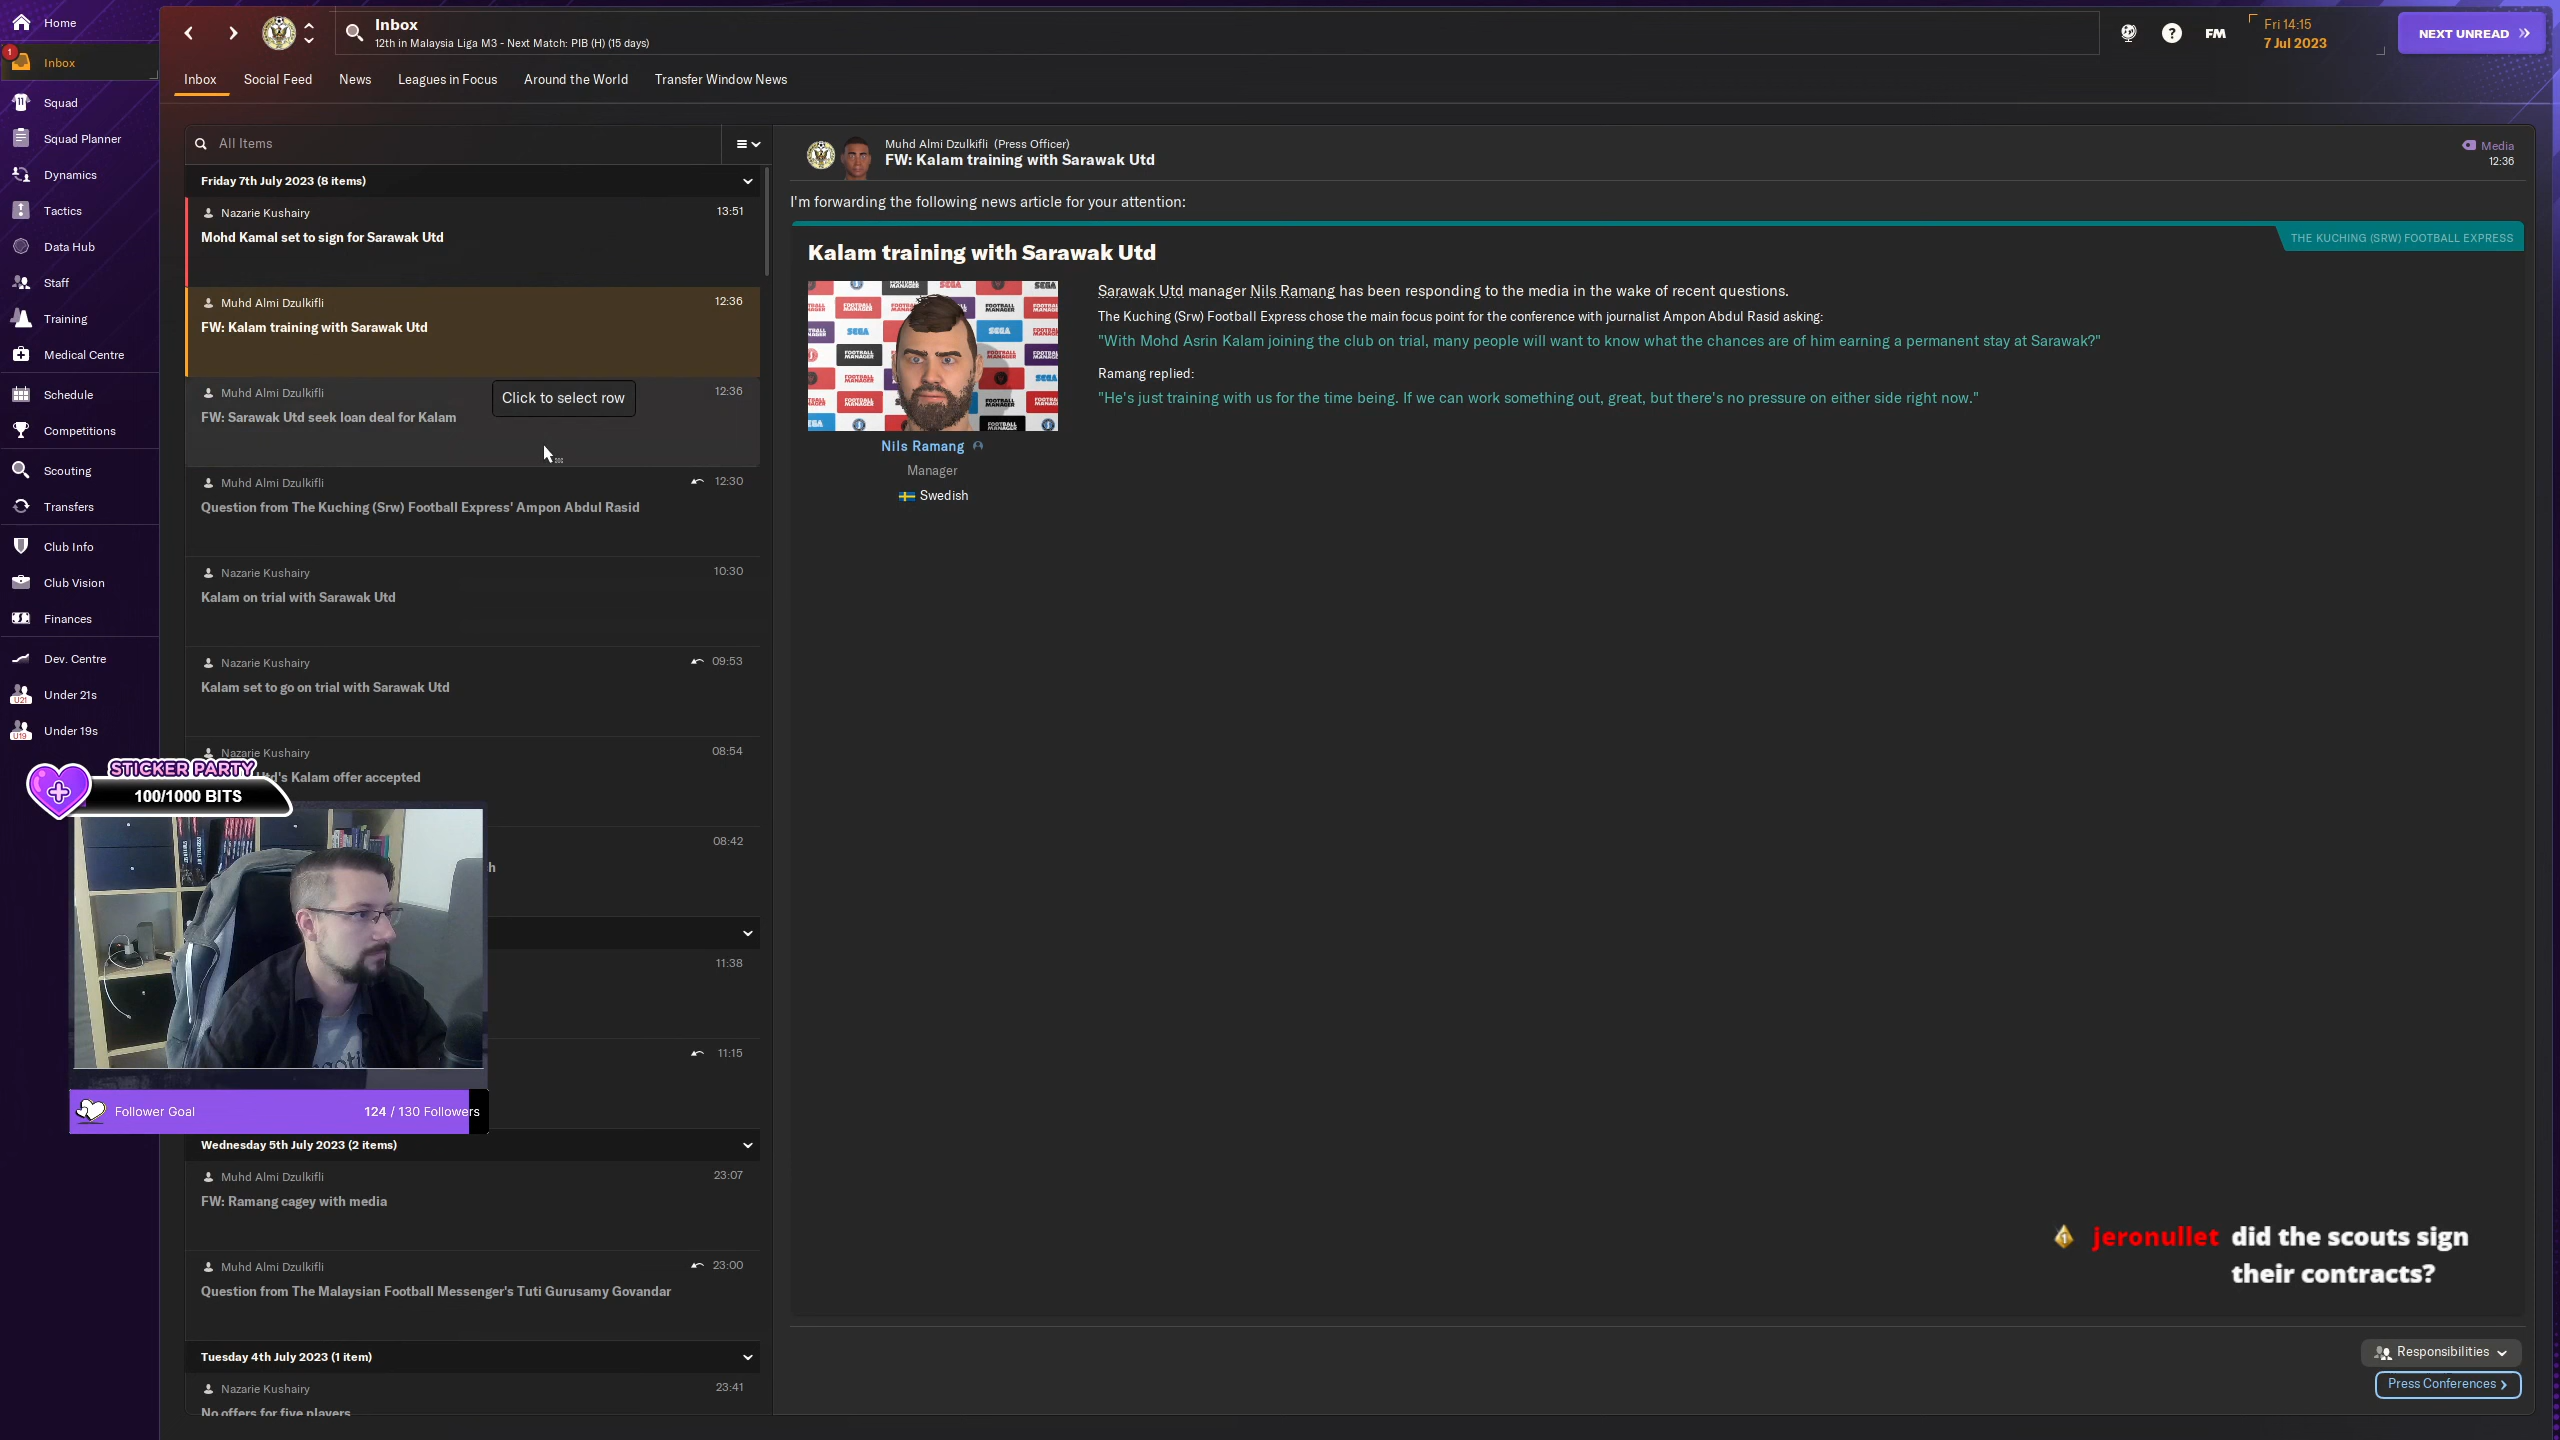 Home
Inbox
1
Squad
Squad Planner
Dynamics
Tactics
Data Hub
Staff
Training
Medical Centre
Schedule
Competitions
Scouting
Transfers
Club Info
Club Vision
Finances
Dev. Centre
Under 21s
Under 19s
Inbox
12th in Malaysia Liga M3 - Next Match: PIB (H) (15 days)
FM
Fri 14:15
7 Jul 2023
NEXT UNREAD
Inbox Social Feed News Leagues in Focus Around the World Transfer Window News
All Items
Friday 7th July 2023 (8 items)
Nazarie Kushairy 13:51
Mohd Kamal set to sign for Sarawak Utd
Muhd Almi Dzulkifli 12:36
FW: Kalam training with Sarawak Utd
Muhd Almi Dzulkifli 12:36
Click to select row
FW: Sarawak Utd seek loan deal for Kalam
Muhd Almi Dzulkifli 12:30
Question from The Kuching (Srw) Football Express' Ampon Abdul Rasid
Nazarie Kushairy 10:30
Kalam on trial with Sarawak Utd
Nazarie Kushairy 09:53
Kalam set to go on trial with Sarawak Utd
Nazarie Kushairy 08:54
Utd's Kalam offer accepted
08:42
h
11:38
11:15
Wednesday 5th July 2023 (2 items)
Muhd Almi Dzulkifli 23:07
FW: Ramang cagey with media
Muhd Almi Dzulkifli 23:00
Question from The Malaysian Football Messenger's Tuti Gurusamy Govandar
Tuesday 4th July 2023 (1 item)
Nazarie Kushairy 23:41
No offers for five players
STICKER PARTY
100/1000 BITS
Follower Goal 124 / 130 Followers
Muhd Almi Dzulkifli (Press Officer)
FW: Kalam training with Sarawak Utd
Media
12:36
I'm forwarding the following news article for your attention:
THE KUCHING (SRW) FOOTBALL EXPRESS
Kalam training with Sarawak Utd
Sarawak Utd manager Nils Ramang has been responding to the media in the wake of recent questions.
The Kuching (Srw) Football Express chose the main focus point for the conference with journalist Ampon Abdul Rasid asking:
"With Mohd Asrin Kalam joining the club on trial, many people will want to know what the chances are of him earning a permanent stay at Sarawak?"
Ramang replied:
"He's just training with us for the time being. If we can work something out, great, but there's no pressure on either side right now."
Nils Ramang
Manager
Swedish
jeronullet did the scouts sign
their contracts?
Responsibilities
Press Conferences